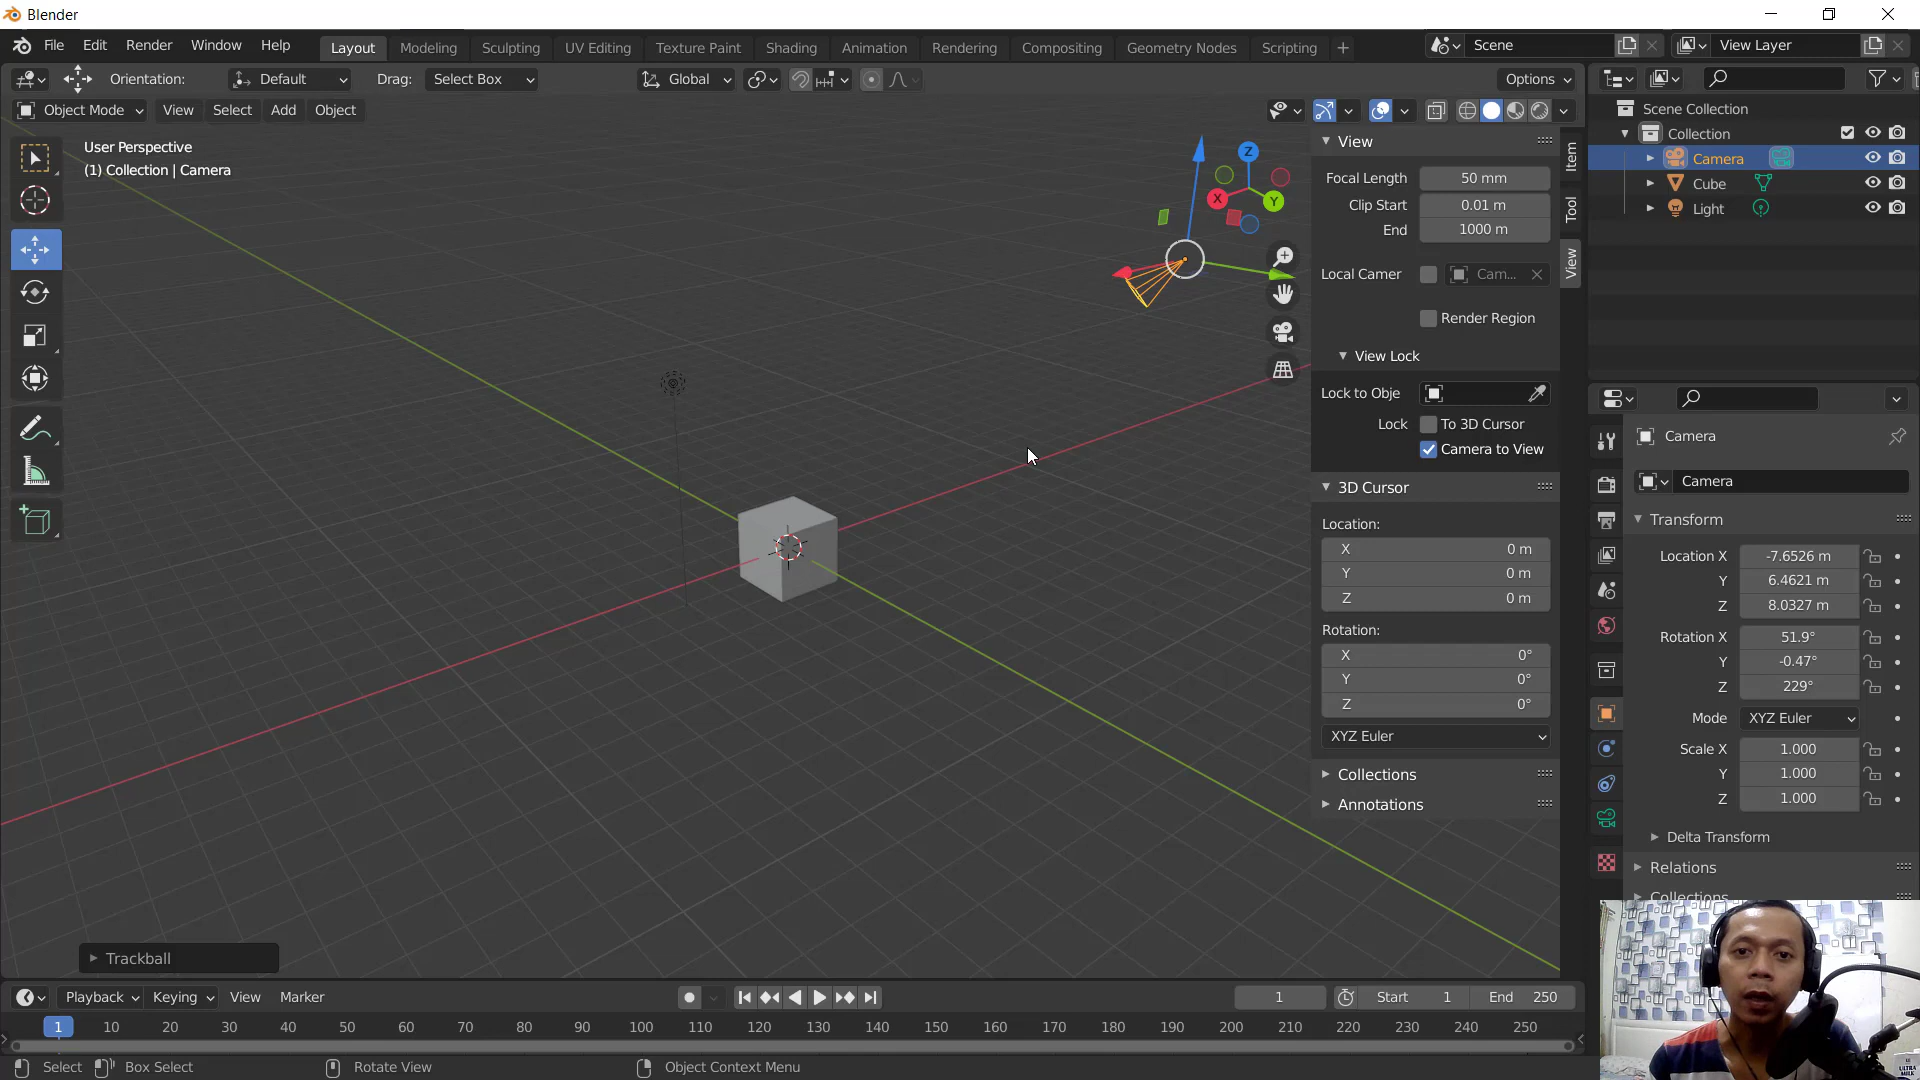 Blender
File Edit Render Window Help Layout Modeling Sculpting UV Editing Texture Paint Shading Animation Rendering Compositing Geometry Nodes Scripting + Scene View Layer
Orientation: Default Drag: Select Box Global Options
Object Mode View Select Add Object
User Perspective
(1) Collection | Camera
Z
X
Y
View
Focal Length 50 mm
Clip Start 0.01 m
End 1000 m
Local Camer Cam...
Render Region
View Lock
Lock to Obje
Lock To 3D Cursor
Camera to View
3D Cursor
Location:
X 0 m
Y 0 m
Z 0 m
Rotation:
X 0°
Y 0°
Z 0°
XYZ Euler
Collections
Annotations
Item
Tool
View
Scene Collection
Collection
Camera
Cube
Light
Camera
Camera
Transform
Location X -7.6526 m
Y 6.4621 m
Z 8.0327 m
Rotation X 51.9°
Y -0.47°
Z 229°
Mode XYZ Euler
Scale X 1.000
Y 1.000
Z 1.000
Delta Transform
Relations
Collections
Trackball
Playback Keying View Marker 1 Start 1 End 250
1 10 20 30 40 50 60 70 80 90 100 110 120 130 140 150 160 170 180 190 200 210 220 230 240 250
Select Box Select Rotate View Object Context Menu
ULTRA
MILK